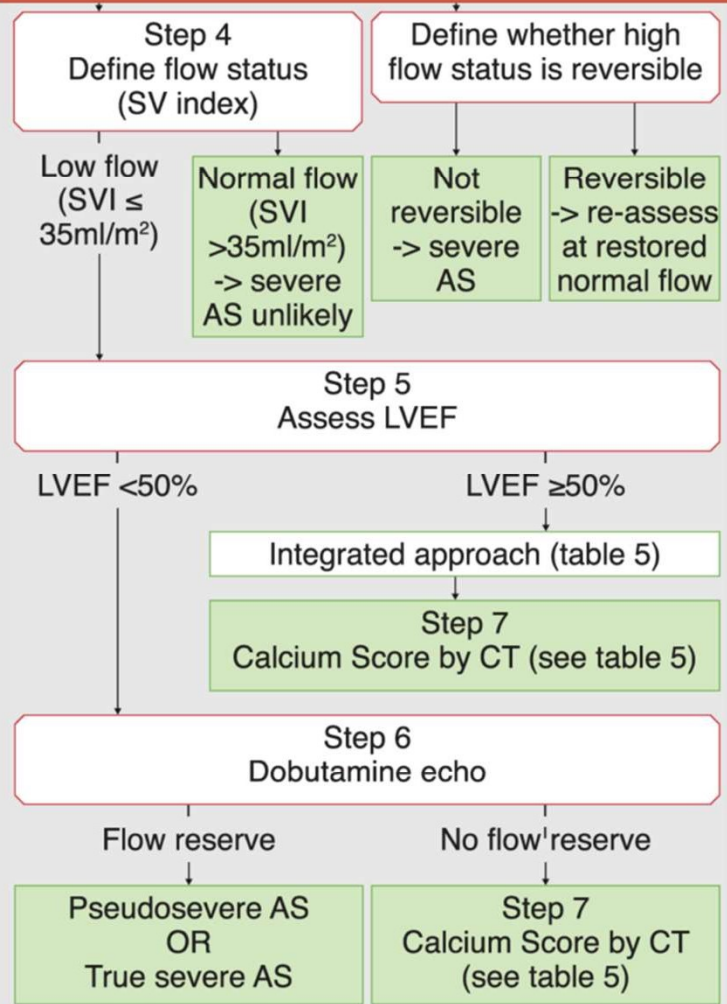 Step 4
Define flow status
(SV index)
Define whether high
flow status is reversible
Low flow
(SVI ≤
35ml/m²)
Normal flow
(SVI
>35ml/m²)
-> severe
AS unlikely
Not
reversible
-> severe
AS
Reversible
-> re-assess
at restored
normal flow
Step 5
Assess LVEF
LVEF <50%
LVEF ≥50%
Integrated approach (table 5)
Step 7
Calcium Score by CT (see table 5)
Step 6
Dobutamine echo
Flow reserve
No flow reserve
Pseudosevere AS
OR
True severe AS
Step 7
Calcium Score by CT
(see table 5)